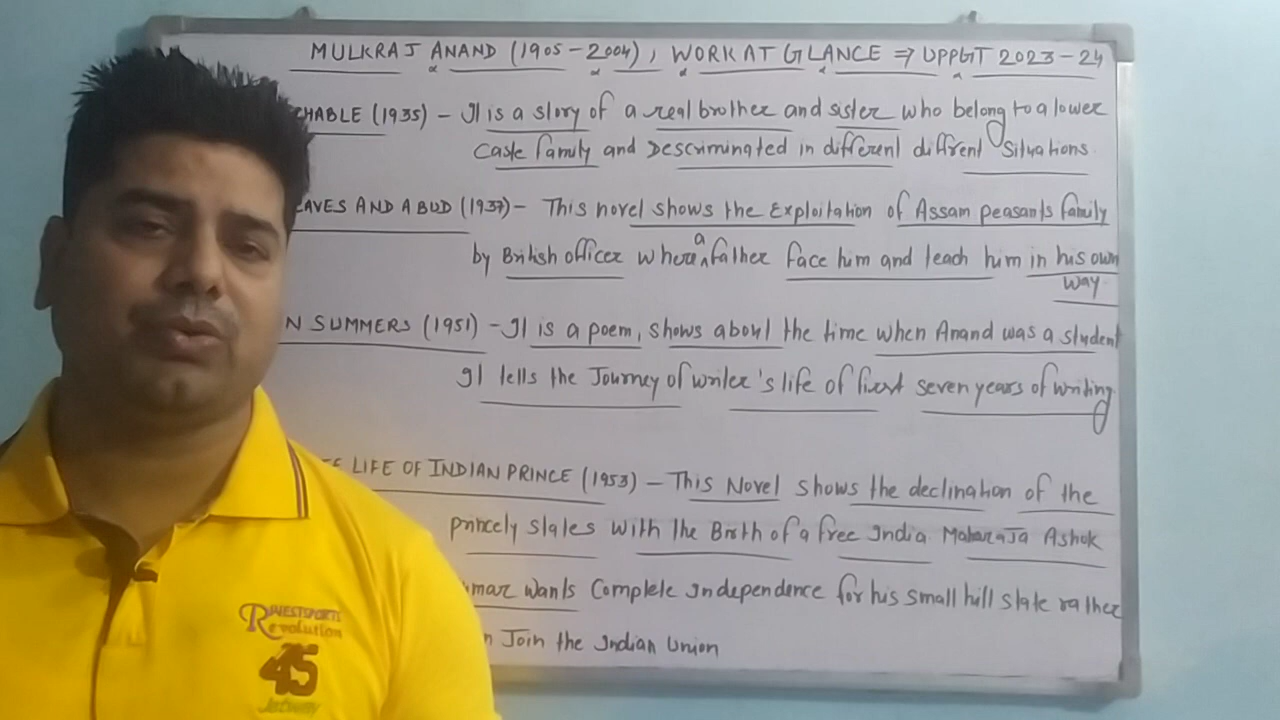 MULKRAJ ANAND (1905-2004), WORK AT GLANCE ⇒ UPPGT 2023-24
CHABLE (1935) - It is a story of a real brother and sister who belong to a lower
Caste family and Descriminated in different different Situations
EAVES AND A BUD (1937) - This novel shows the Exploitation of Assam peasants family
by British officer where a father face him and teach him in his own
way
N SUMMERS (1951) - It is a poem, shows about the time when Anand was a student
It tells the Journey of writer's life of first seven years of writing
LIFE OF INDIAN PRINCE (1953) - This Novel shows the declination of the
princely states with the Birth of a free India Maharaja Ashok
umar wants Complete Independence for his small hill state rather
n Join the Indian Union
Revolution
45